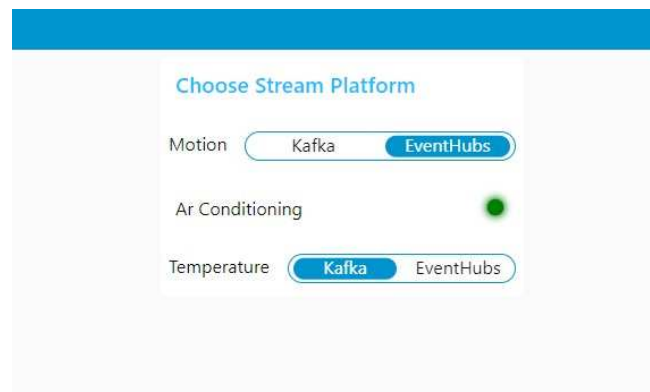 Choose Stream Platform
Motion Kafka EventHubs
Ar Conditioning
Temperature Kafka EventHubs